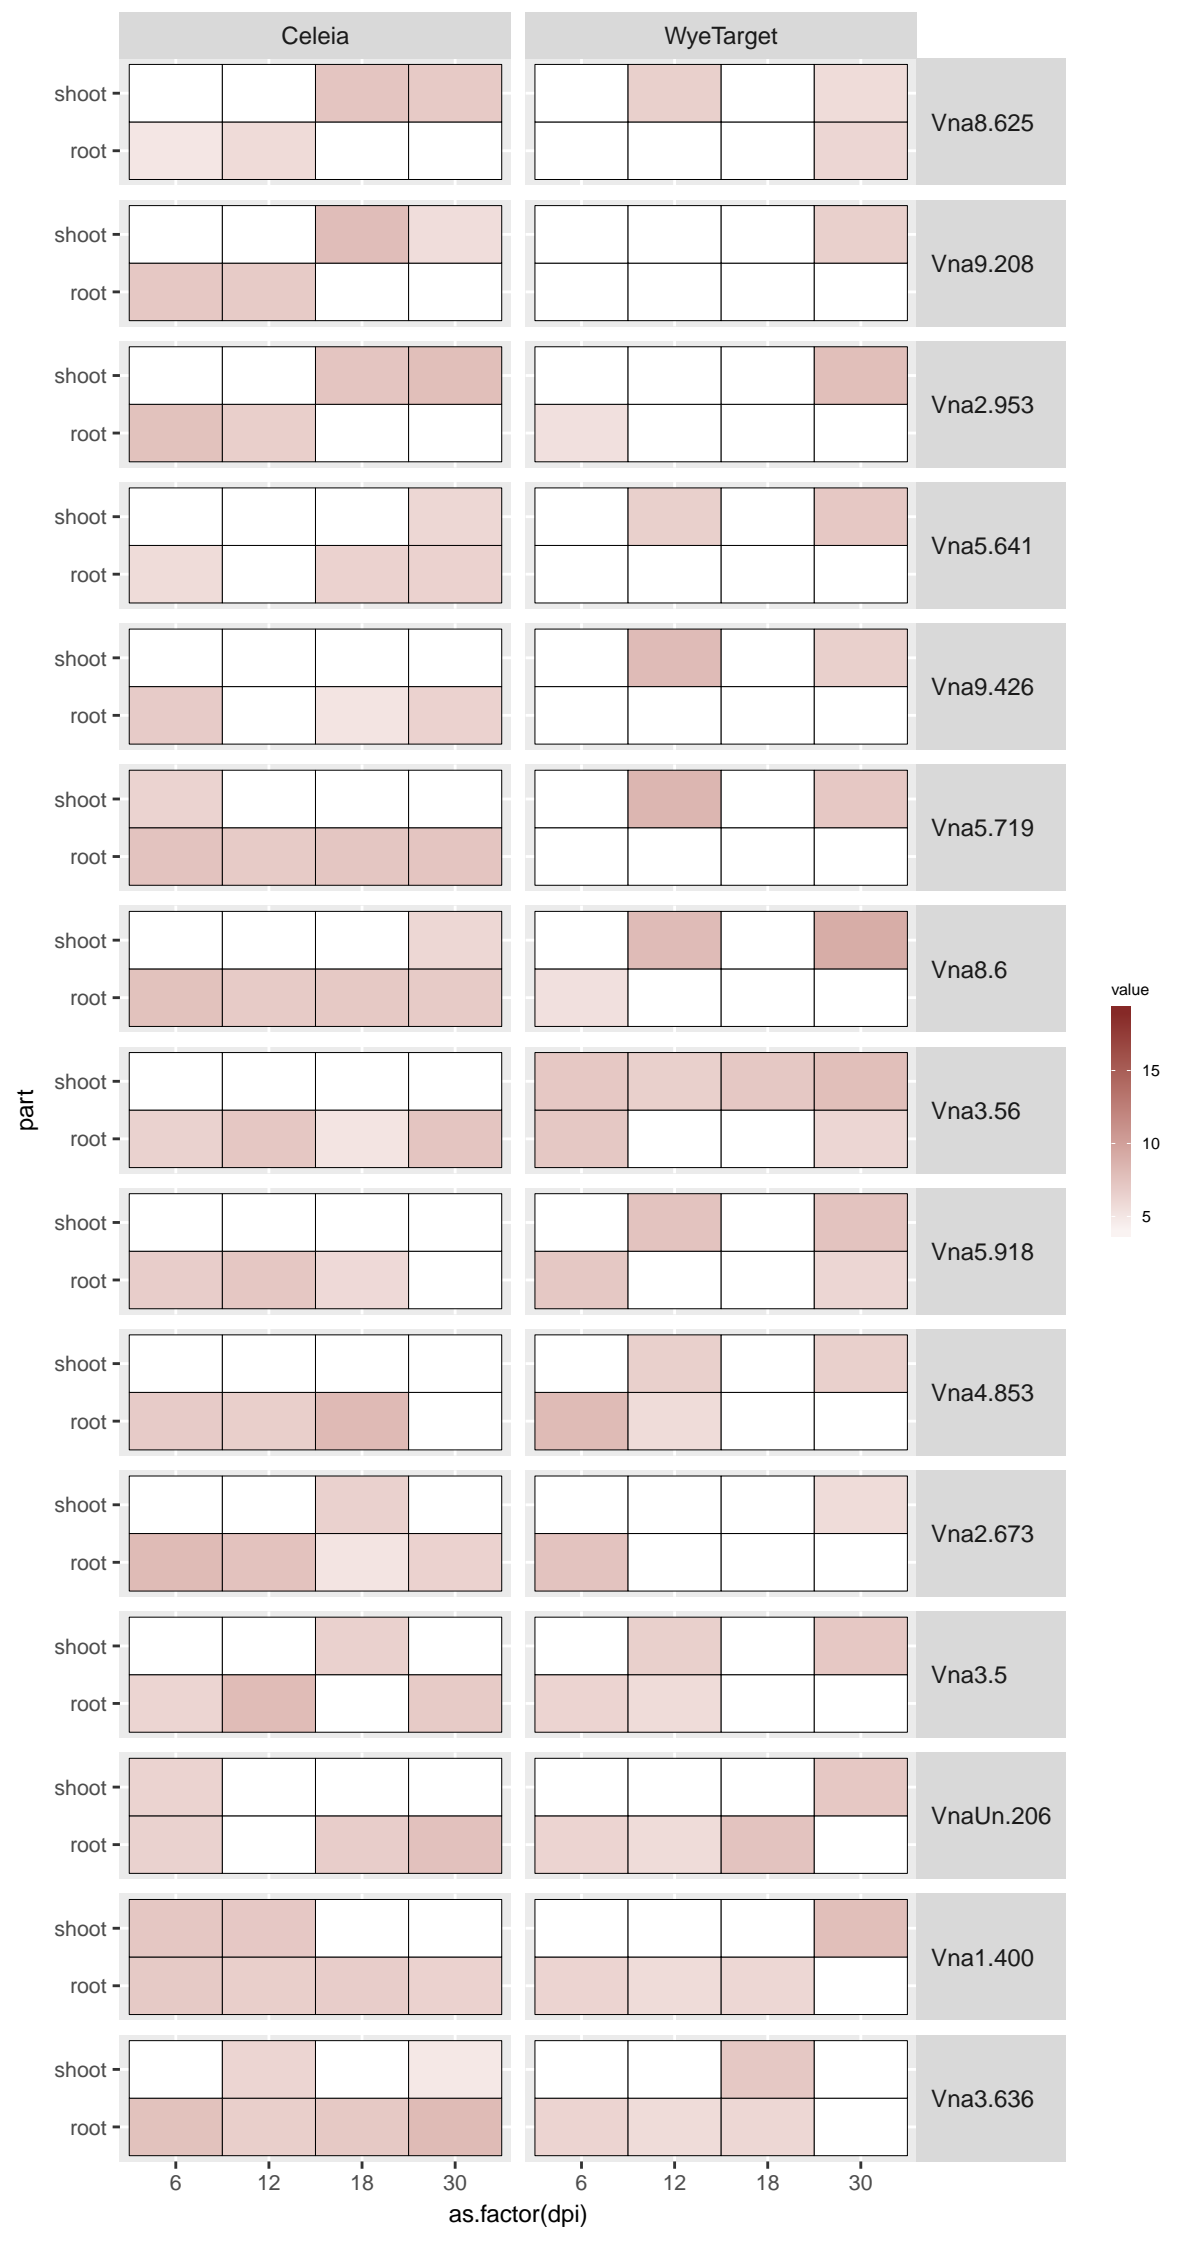 Celeia WyeTarget
shoot
root
Vna8.625
shoot
root
Vna9.208
shoot
root
Vna2.953
shoot
root
Vna5.641
shoot
root
Vna9.426
shoot
root
Vna5.719
shoot
root
Vna8.6
shoot
root
Vna3.56
shoot
root
Vna5.918
shoot
root
Vna4.853
shoot
root
Vna2.673
shoot
root
Vna3.5
shoot
root
VnaUn.206
shoot
root
Vna1.400
shoot
root
Vna3.636
6 12 18 30 6 12 18 30
as.factor(dpi)
part
value
15
10
5